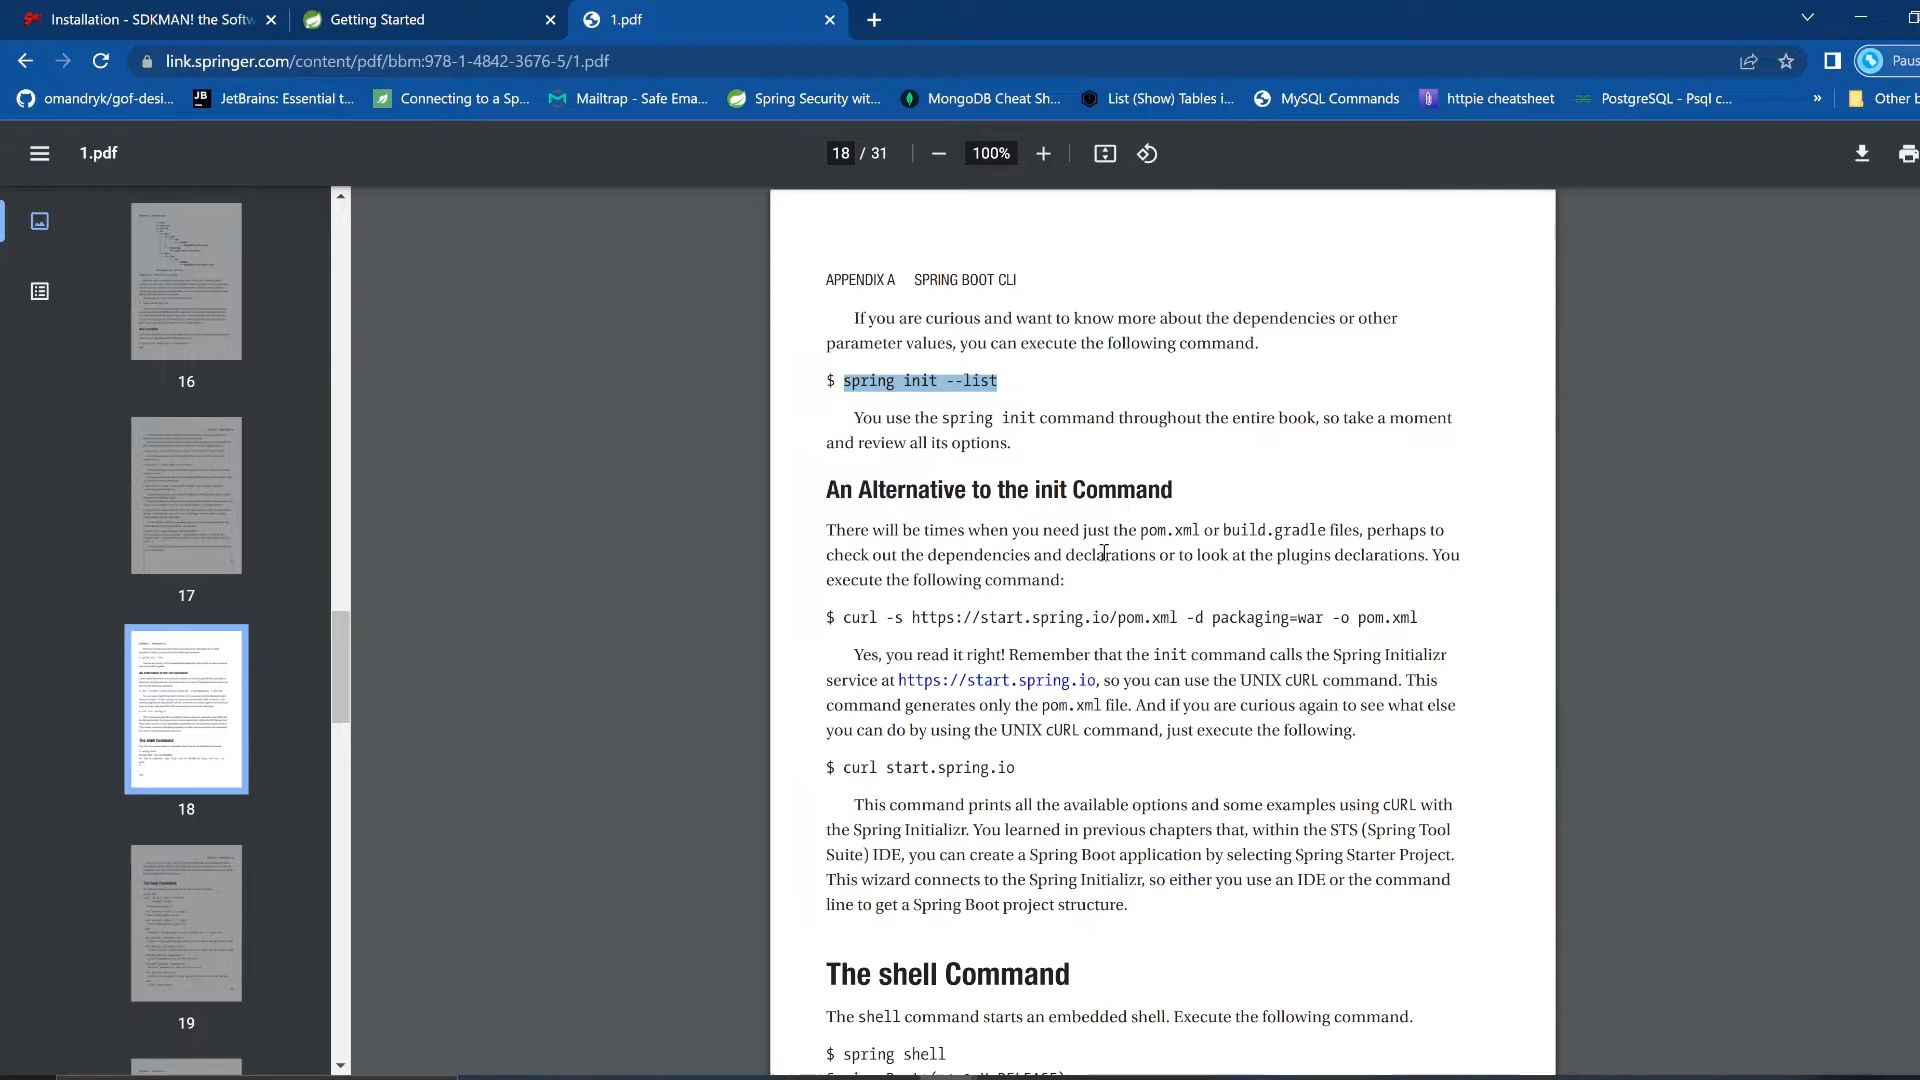 Installation - SDKMAN! the Softw
Getting Started
1.pdf
link.springer.com/content/pdf/bbm:978-1-4842-3676-5/1.pdf
Paus
omandryk/gof-desi...
JetBrains: Essential t...
Connecting to a Sp...
Mailtrap - Safe Ema...
Spring Security wit...
MongoDB Cheat Sh...
List (Show) Tables i...
MySQL Commands
httpie cheatsheet
PostgreSQL - Psql c...
»
Other b
1.pdf
18 / 31
100%
16
17
18
19
APPENDIX A SPRING BOOT CLI
If you are curious and want to know more about the dependencies or other
parameter values, you can execute the following command.
$ spring init --list
You use the spring init command throughout the entire book, so take a moment
and review all its options.
An Alternative to the init Command
There will be times when you need just the pom.xml or build.gradle files, perhaps to
check out the dependencies and declarations or to look at the plugins declarations. You
execute the following command:
$ curl -s https://start.spring.io/pom.xml -d packaging=war -o pom.xml
Yes, you read it right! Remember that the init command calls the Spring Initializr
service at https://start.spring.io, so you can use the UNIX cURL command. This
command generates only the pom.xml file. And if you are curious again to see what else
you can do by using the UNIX cURL command, just execute the following.
$ curl start.spring.io
This command prints all the available options and some examples using cURL with
the Spring Initializr. You learned in previous chapters that, within the STS (Spring Tool
Suite) IDE, you can create a Spring Boot application by selecting Spring Starter Project.
This wizard connects to the Spring Initializr, so either you use an IDE or the command
line to get a Spring Boot project structure.
The shell Command
The shell command starts an embedded shell. Execute the following command.
$ spring shell